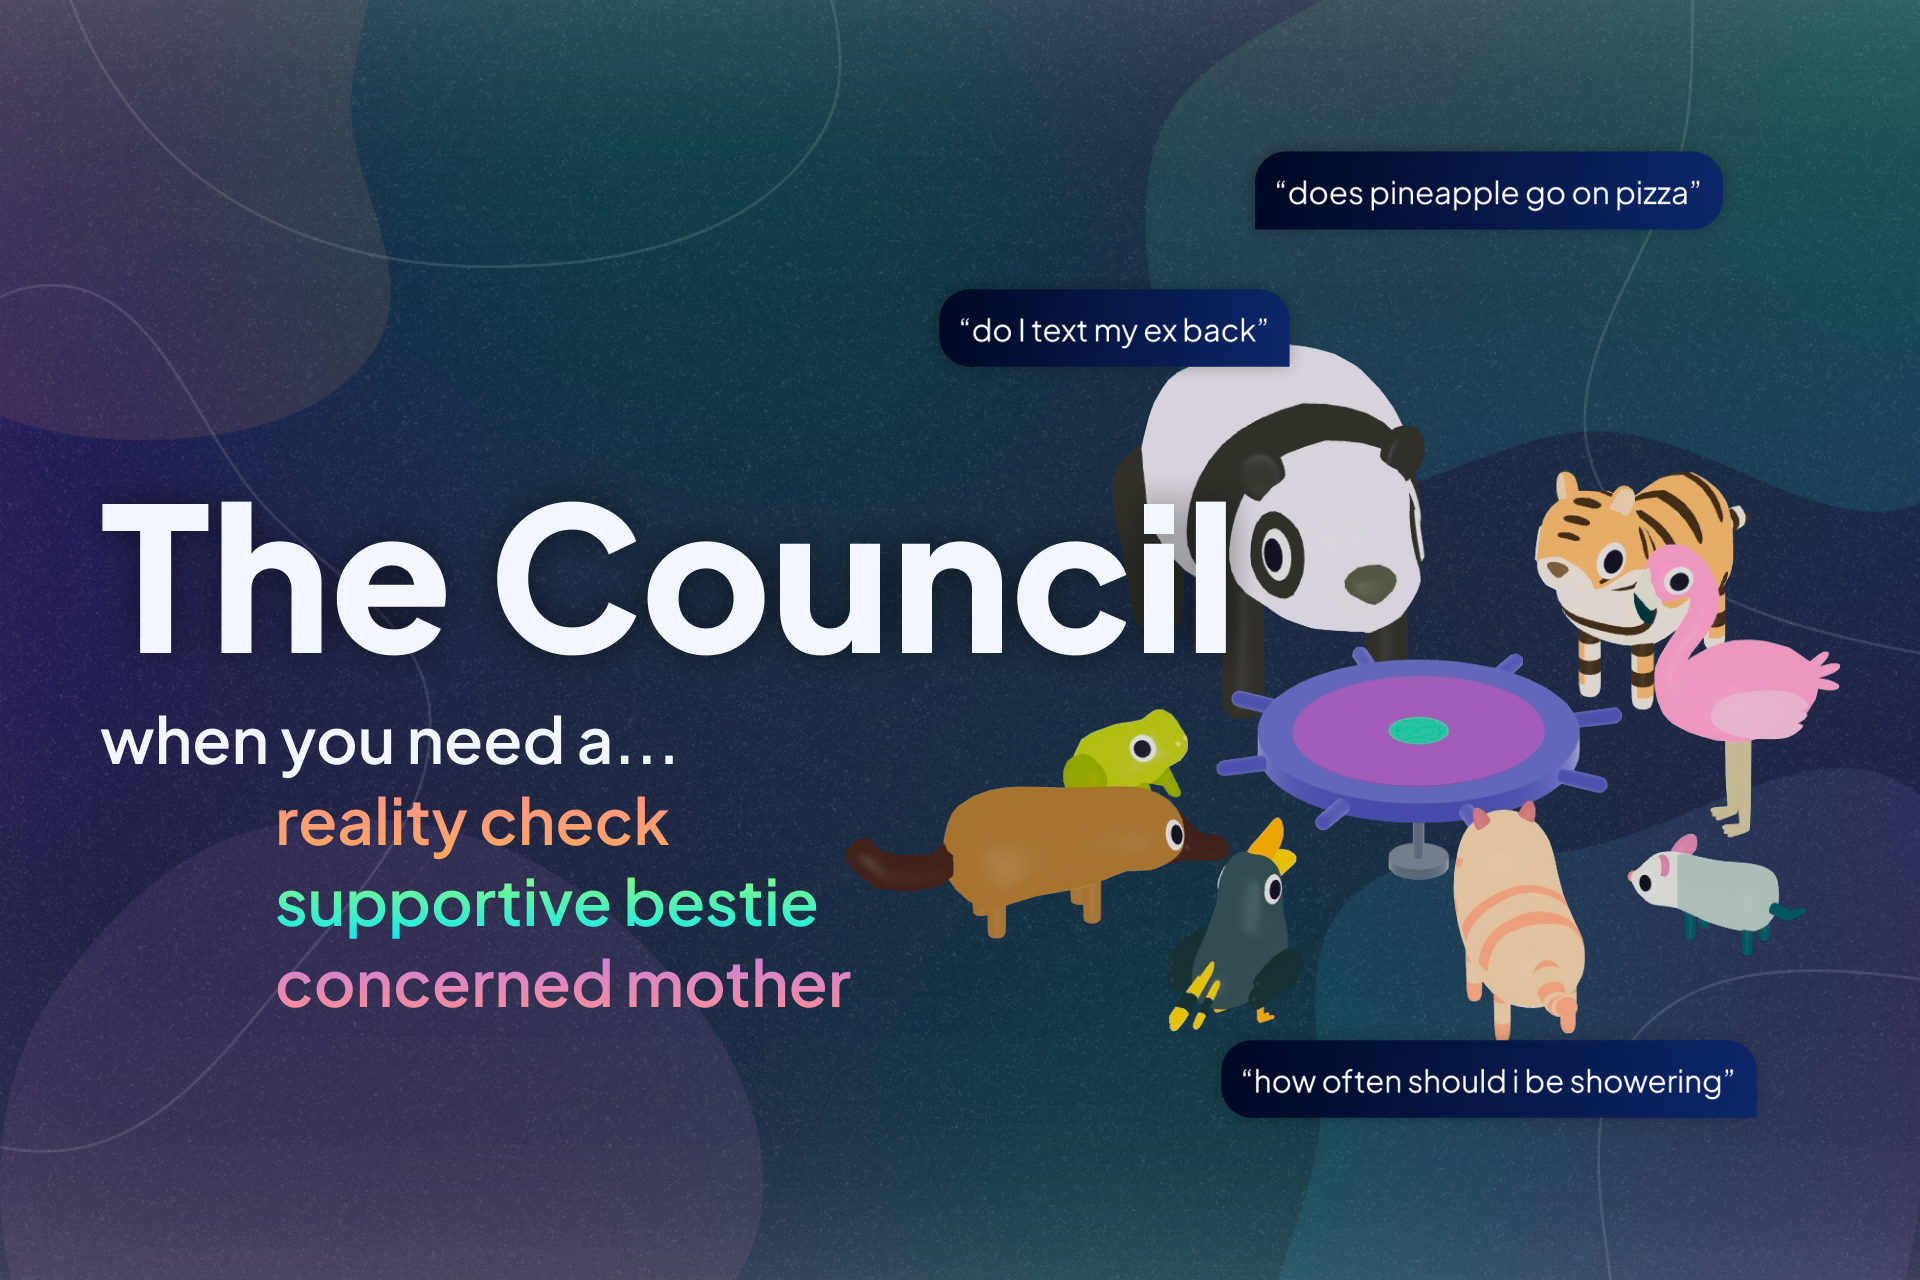 “does pineapple go on pizza”
“do I text my ex back”
The Council
when you need a...
reality check
supportive bestie
concerned mother
“how often should i be showering”